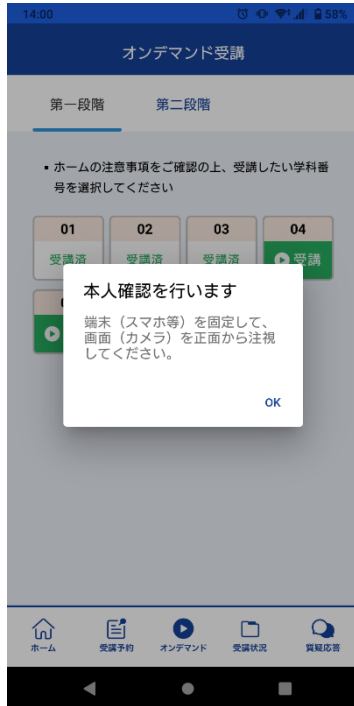 14:00
58%
オンデマンド受講
第一段階
第二段階
▪ ホームの注意事項をご確認の上、受講したい学科番
号を選択してください
01
02
03
04
受講済
受講済
受講済
受講
本人確認を行います
端末（スマホ等）を固定して、
画面（カメラ）を正面から注視
してください。
OK
ホーム
受講予約
オンデマンド
受講状況
質疑応答